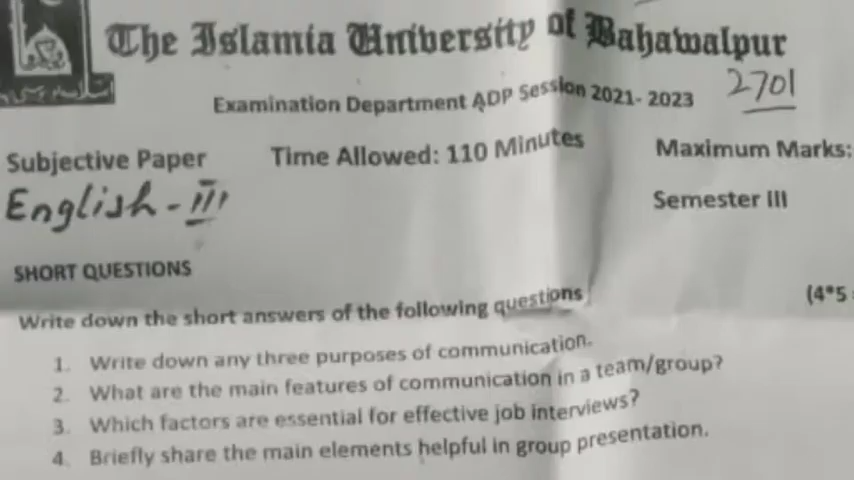 The Islamia University of Bahawalpur
Examination Department ADP Session 2021- 2023
2701
Subjective Paper Time Allowed: 110 Minutes Maximum Marks:
English - III
Semester III
SHORT QUESTIONS
Write down the short answers of the following questions (4*5
1. Write down any three purposes of communication.
2. What are the main features of communication in a team/group?
3. Which factors are essential for effective job interviews?
4. Briefly share the main elements helpful in group presentation.